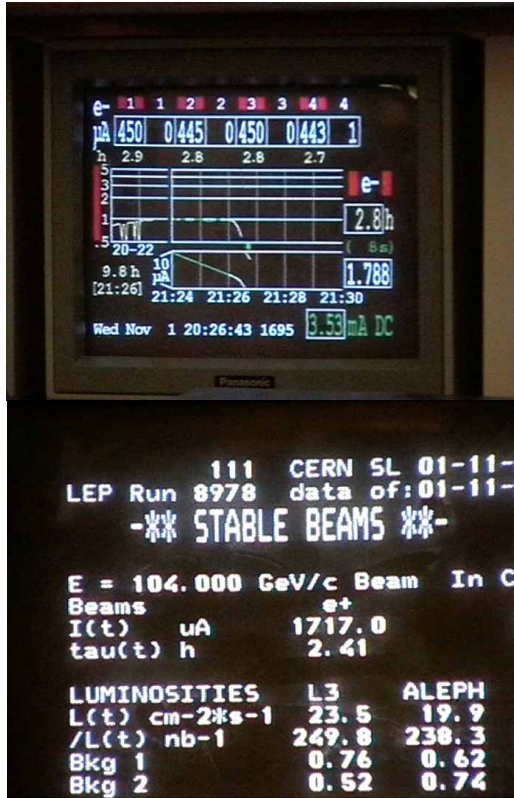 e- 1 1 2 2 3 3 4 4
µA 450 0 445 0 450 0 443 1
h 2.9 2.8 2.8 2.7
5
3
2
1
.5
e-
2.8 h
( 8s)
1.788
20-22
10
µA
9.8 h
[21:26]
21:24 21:26 21:28 21:30
Wed Nov 1 20:26:43 1695 3.53 mA DC
Panasonic
111 CERN SL 01-11-
LEP Run 8978 data of: 01-11-
-** STABLE BEAMS **-
E = 104.000 GeV/c Beam In C
Beams e+
I(t) uA 1717.0
tau(t) h 2.41
LUMINOSITIES L3 ALEPH
L(t) cm-2*s-1 23.5 19.9
/L(t) nb-1 249.8 238.3
Bkg 1 0.76 0.62
Bkg 2 0.52 0.74